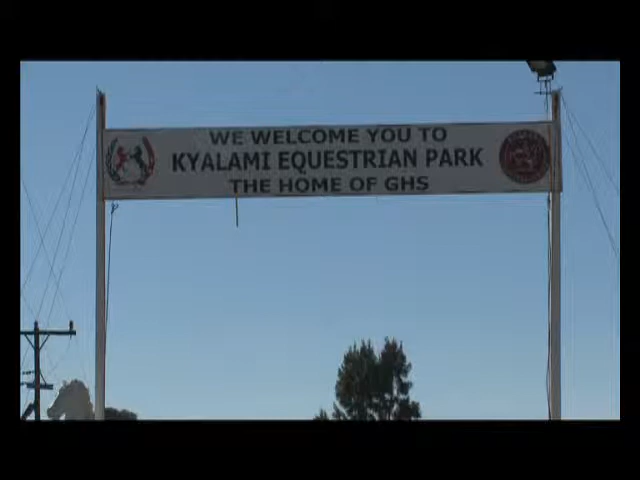 WE WELCOME YOU TO
KYALAMI EQUESTRIAN PARK
THE HOME OF GHS